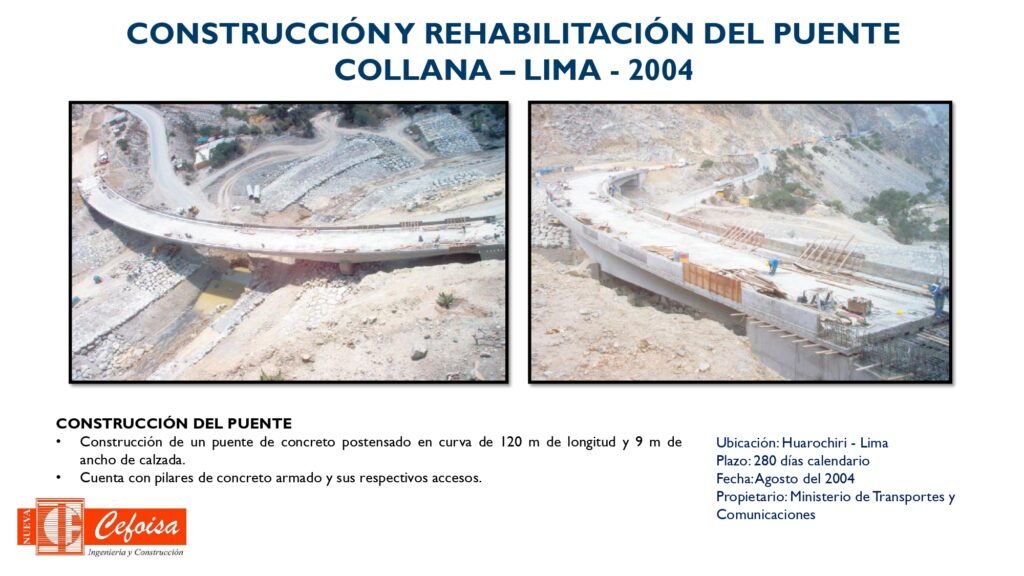 CONSTRUCCIÓN Y REHABILITACIÓN DEL PUENTE
COLLANA – LIMA - 2004
CONSTRUCCIÓN DEL PUENTE
• Construcción de un puente de concreto postensado en curva de 120 m de longitud y 9 m de
ancho de calzada.
• Cuenta con pilares de concreto armado y sus respectivos accesos.
Ubicación: Huarochiri - Lima
Plazo: 280 días calendario
Fecha: Agosto del 2004
Propietario: Ministerio de Transportes y
Comunicaciones
NUEVA
Cefoisa
Ingeniería y Construcción